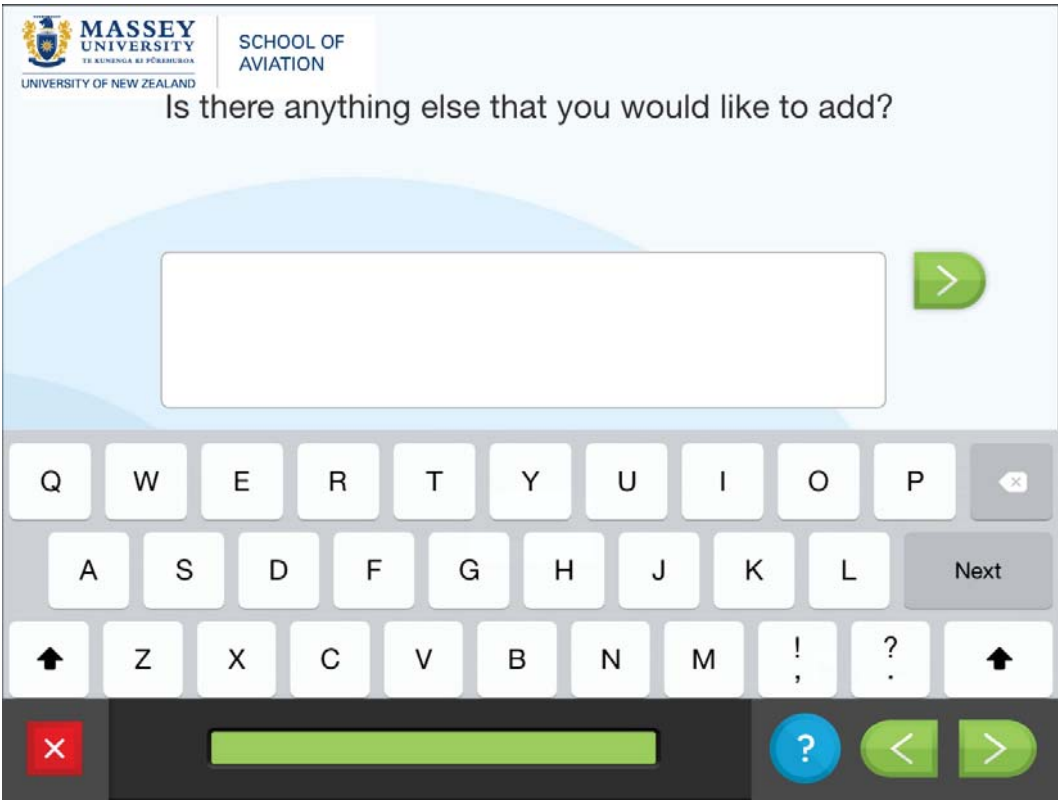 MASSEY
UNIVERSITY
TE KUNENGA KI PŪREHUROA
UNIVERSITY OF NEW ZEALAND
SCHOOL OF
AVIATION
Is there anything else that you would like to add?
>
Q W E R T Y U I O P
A S D F G H J K L Next
Z X C V B N M ! , ? .
× ? < >